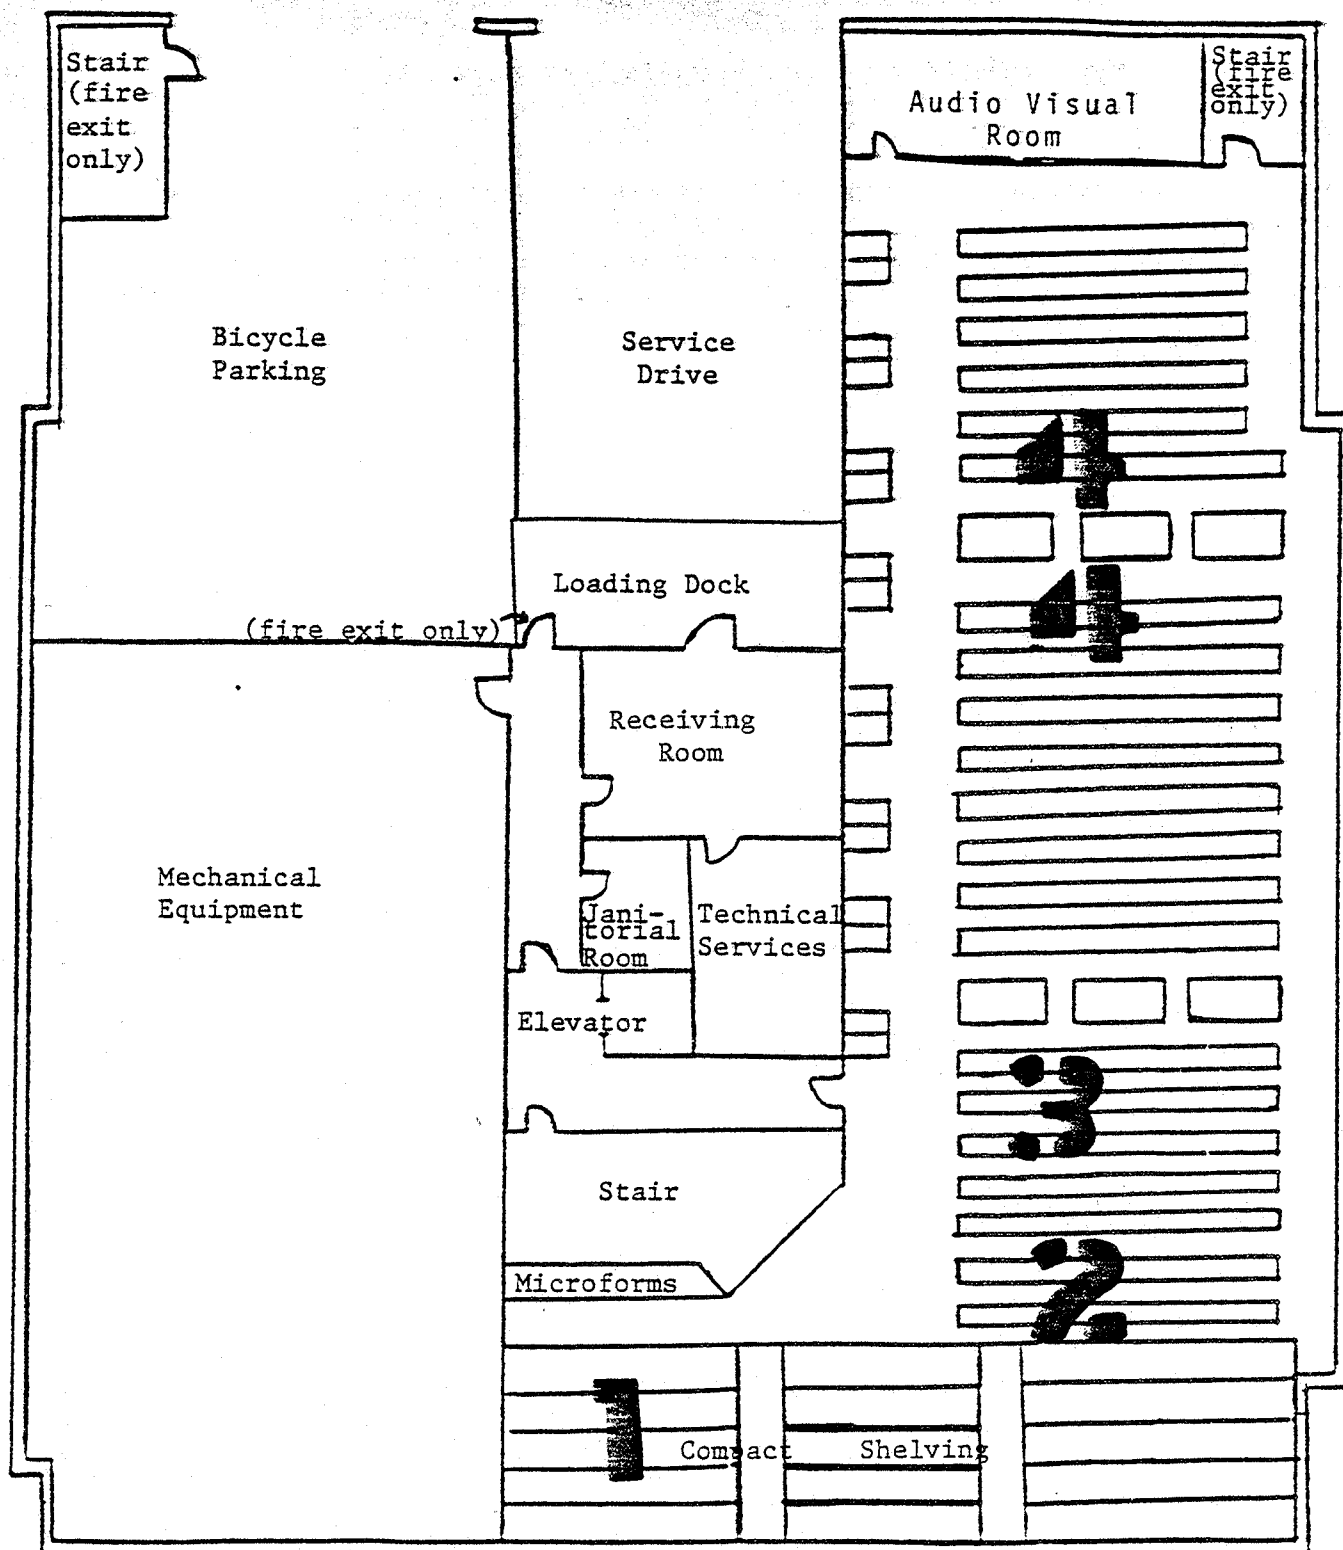 Stair
(fire
exit
only)
Audio Visual
Room
Stair
(fire
exit
only)
Bicycle
Parking
Service
Drive
4
Loading Dock
(fire exit only)
4
Receiving
Room
Mechanical
Equipment
Jani-
torial
Room
Technical
Services
Elevator
3
Stair
2
Microforms
1
Compact Shelving